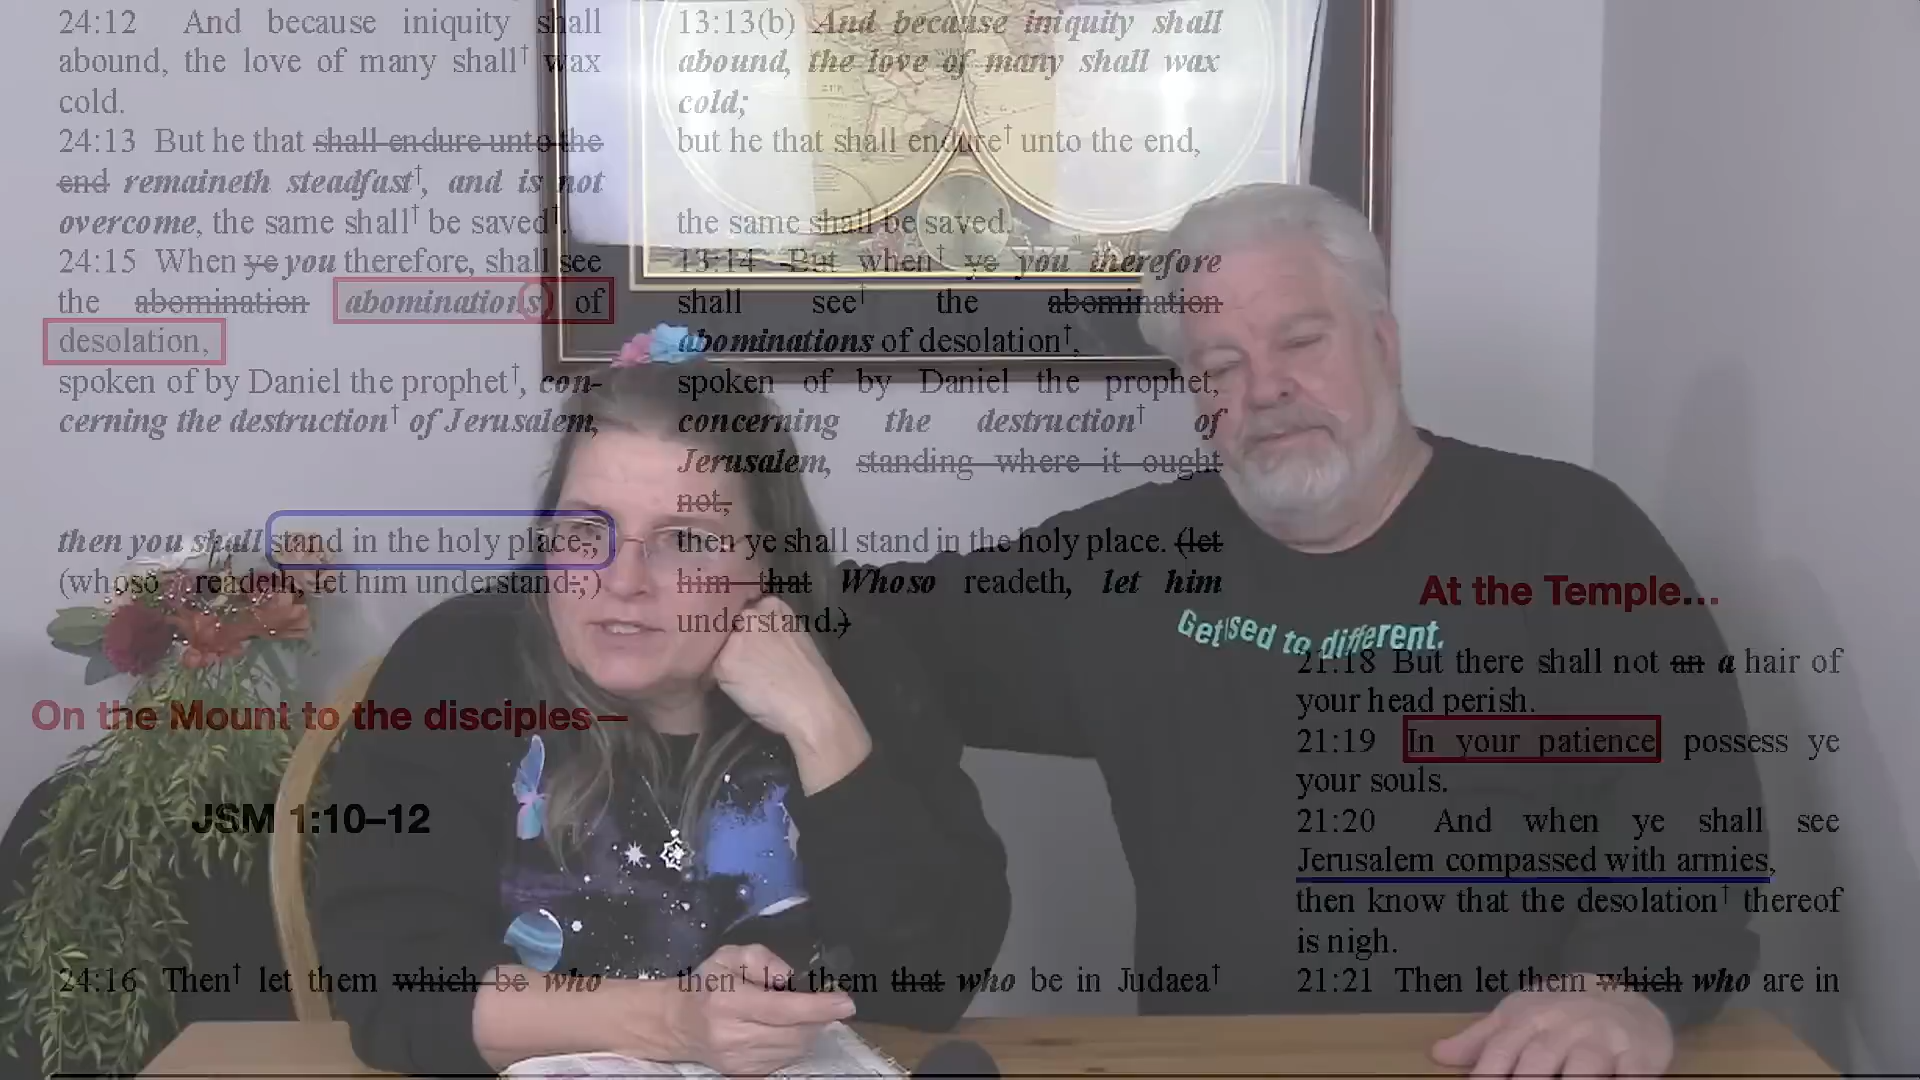 24:12 And because iniquity shall
abound, the love of many shall† wax
cold.
24:13 But he that shall endure unto the
end remaineth steadfast†, and is not
overcome, the same shall† be saved†.
24:15 When ye you therefore, shall see
the abomination abominations of
desolation,
spoken of by Daniel the prophet†, con-
cerning the destruction† of Jerusalem,
then you shall stand in the holy place,;
(whoso readeth, let him understand:;)
On the Mount to the disciples—
JSM 1:10–12
24:16 Then† let them which be who
13:13(b) And because iniquity shall
abound, the love of many shall wax
cold;
but he that shall endure† unto the end,
the same shall be saved.
13:14 But when† ye you therefore
shall see† the abomination
abominations of desolation†,
spoken of by Daniel the prophet,
concerning the destruction† of
Jerusalem, standing where it ought
not,
then ye shall stand in the holy place. (let
him that Whoso readeth, let him
understand.)
then† let them that who be in Judaea†
Get used to different.
At the Temple...
21:18 But there shall not an a hair of
your head perish.
21:19 In your patience possess ye
your souls.
21:20 And when ye shall see
Jerusalem compassed with armies,
then know that the desolation† thereof
is nigh.
21:21 Then let them which who are in